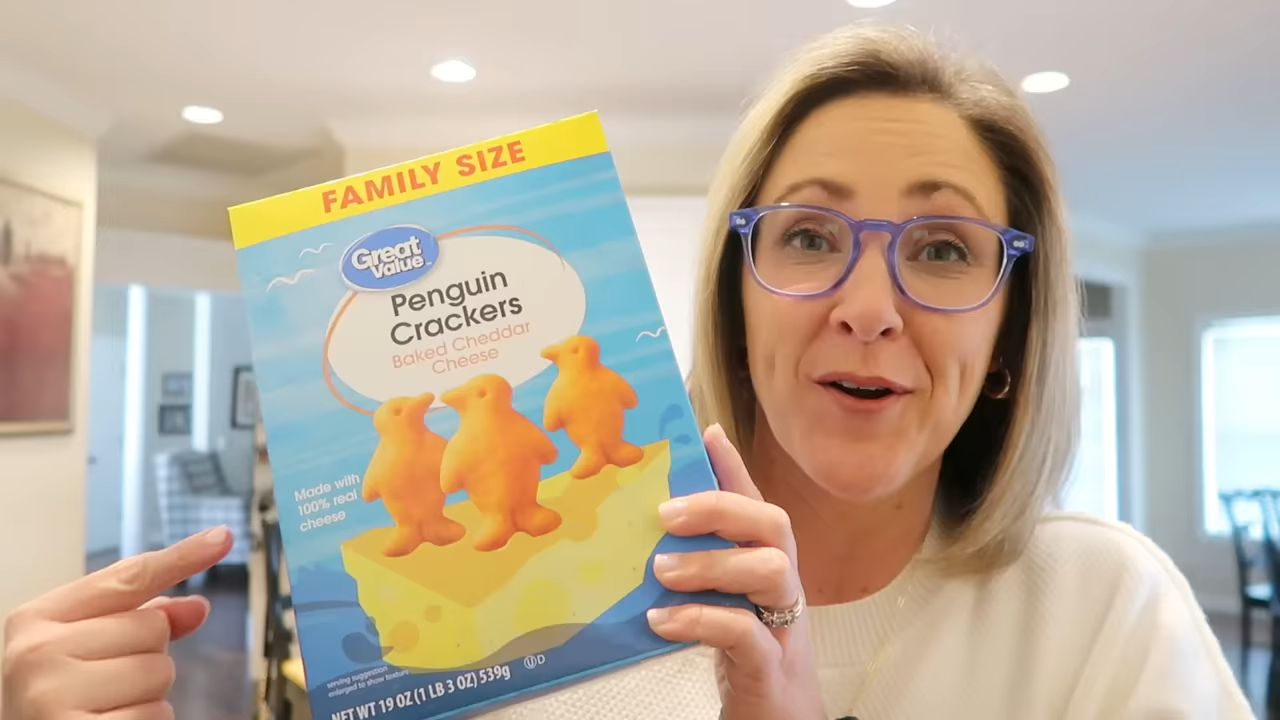 FAMILY SIZE
Great
Value™
Penguin
Crackers
Baked Cheddar
Cheese
Made with
100% real
cheese
serving suggestion
enlarged to show texture
NET WT 19 OZ (1 LB 3 OZ) 539g
Ⓤ D